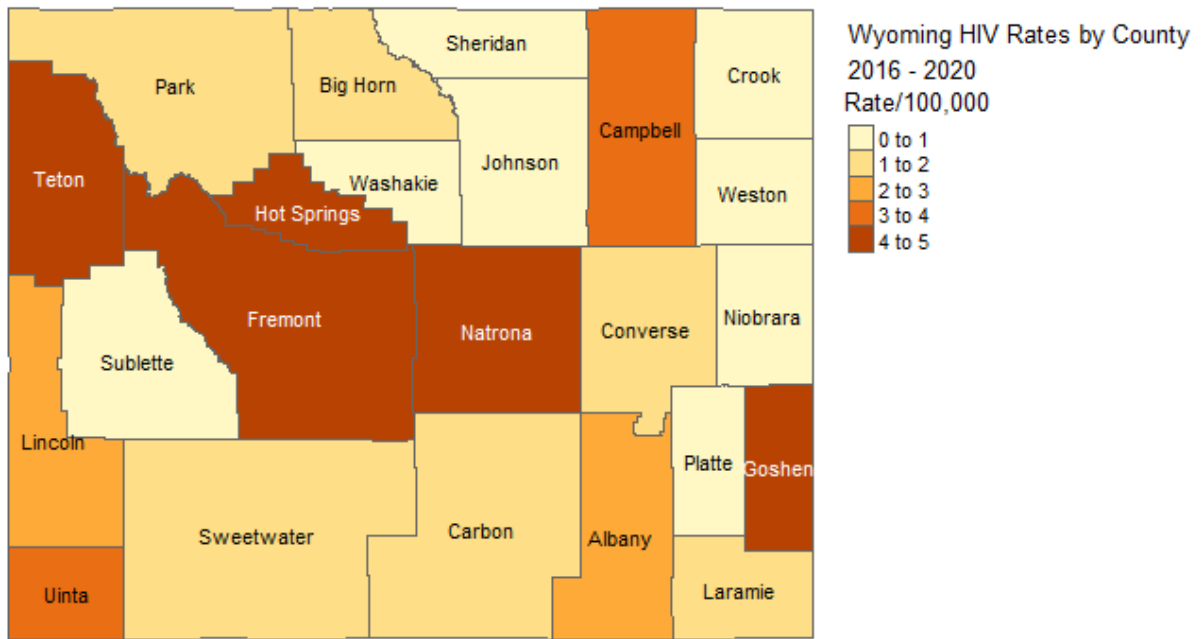 Wyoming HIV Rates by County
2016 - 2020
Rate/100,000
0 to 1
1 to 2
2 to 3
3 to 4
4 to 5
Sheridan
Park
Big Horn
Crook
Campbell
Teton
Washakie
Johnson
Weston
Hot Springs
Fremont
Natrona
Converse
Niobrara
Sublette
Lincoln
Platte
Goshen
Sweetwater
Carbon
Albany
Uinta
Laramie